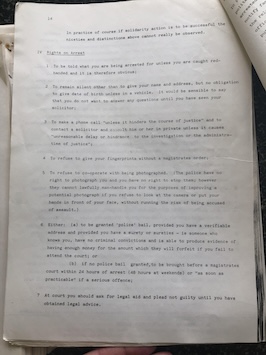 14
In practice of course if solidarity action is to be successful the
niceties and distinctions above cannot really be observed.
10 Rights on Arrest
1 To be told that you are being arrested for unless you are caught red-
handed and it is therefore obvious;
2 To remain silent other than to give your name and address. But no obligation
to give date of birth unless on a vehicle. It would be sensible to say
that you do not want to answer any questions until you have seen your
solicitor;
3 To make a phone call "unless it hinders the course of justice" and to
contact a solicitor and consult him or her in private unless it causes
"unreasonable delay or hindrance, to the investigation or the administra-
tion of justice";
4 To refuse to give your fingerprints without a magistrates order;
5 To refuse to cooperate with being photographed. (The police have no
right to photograph you and you have no right to stop them; however
they cannot lawfully man-handle you for the purpose of improving a
potential photograph if you refuse to look at the camera or put your
hands in front of your face, without running the risk of being accused
of assault.)
6 Either: (a) to be granted 'police' bail, provided you have a verifiable
address and provided you have a surety or sureties - ie someone who
knows you, have no criminal convictions and is able to produce evidence of
having enough money for the amount which they will forfeit if you fail to
attend the court; or
(b) if no police bail granted, to be brought before a magistrates
court within 24 hours of arrest (48 hours at weekends) or "as soon as
practicable" if a serious offence;
7 At court you should ask for legal aid and plead not guilty until you have
obtained legal advice.